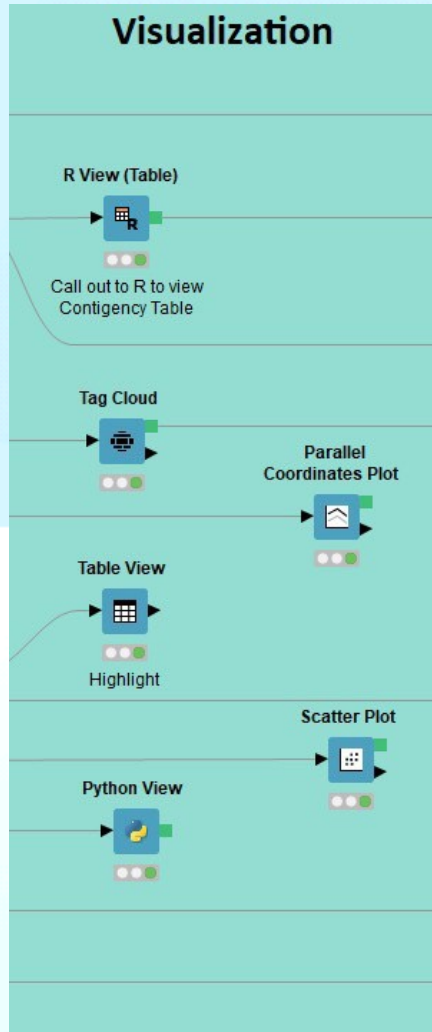 Visualization
R View (Table)
R
Call out to R to view
Contigency Table
Tag Cloud
Parallel
Coordinates Plot
Table View
Highlight
Scatter Plot
Python View